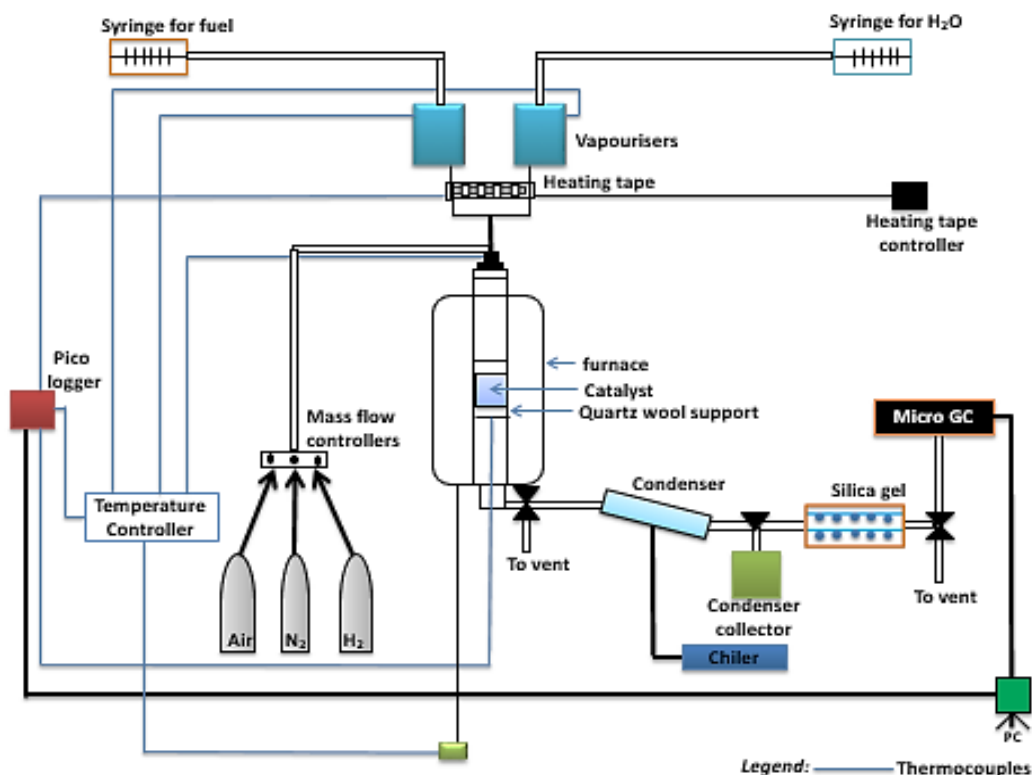 Syringe for fuel
Syringe for H₂O
Vapourisers
Heating tape
Heating tape
controller
furnace
Catalyst
Quartz wool support
Pico
logger
Mass flow
controllers
Micro GC
Condenser
Silica gel
Temperature
Controller
To vent
To vent
Condenser
collector
Air
N₂
H₂
Chiler
PC
Legend:
Thermocouples